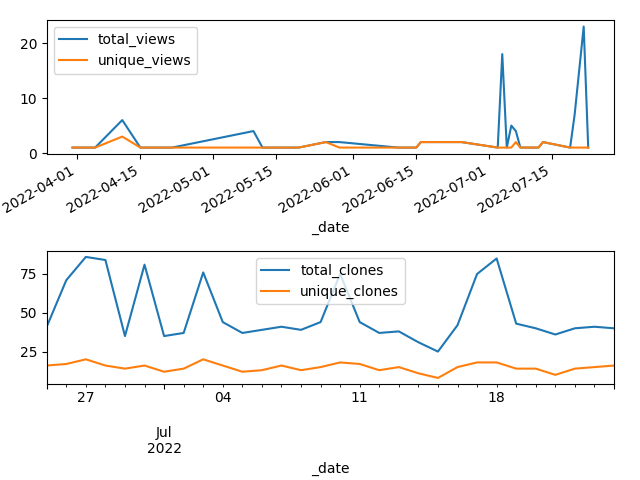 20
10
0
total_views
unique_views
2022-04-01
2022-04-15
2022-05-01
2022-05-15
2022-06-01
2022-06-15
2022-07-01
2022-07-15
_date
75
50
25
total_clones
unique_clones
27
04
11
18
Jul
2022
_date